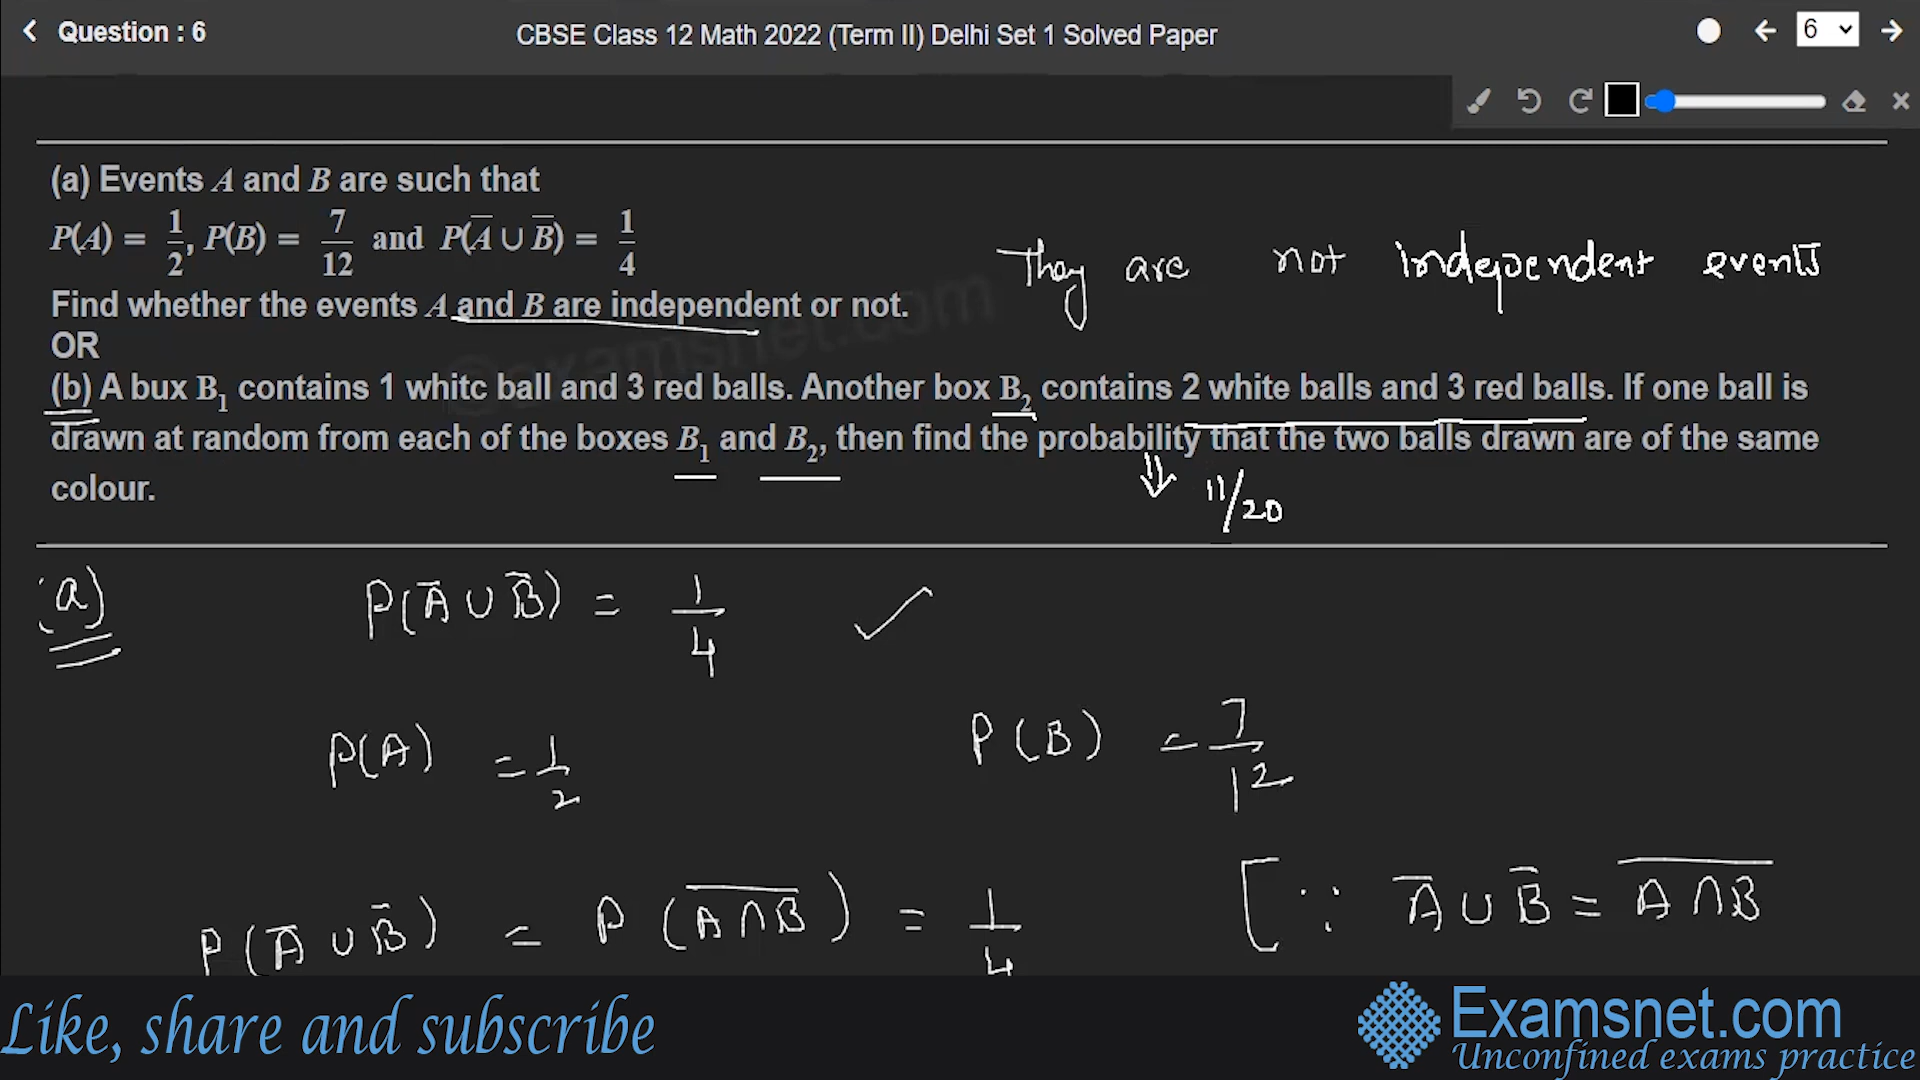 Question : 6
CBSE Class 12 Math 2022 (Term II) Delhi Set 1 Solved Paper
6
(a) Events A and B are such that
P(A) = 1/2, P(B) = 7/12 and P(A̅ ∪ B̅) = 1/4
They are not independent events
Find whether the events A and B are independent or not.
OR
(b) A bux B₁ contains 1 whitc ball and 3 red balls. Another box B₂ contains 2 white balls and 3 red balls. If one ball is
drawn at random from each of the boxes B₁ and B₂, then find the probability that the two balls drawn are of the same
colour.
⇓ 11/20
©examsnet.com
(a) P(A̅ ∪ B̅) = 1/4 ✓
P(A) = 1/2 P(B) = 7/12
P(A̅ ∪ B̅) = P(\overline{A∩B}) = 1/4 [∵ A̅ ∪ B̅ = \overline{A∩B}
Like, share and subscribe
Examsnet.com
Unconfined exams practice